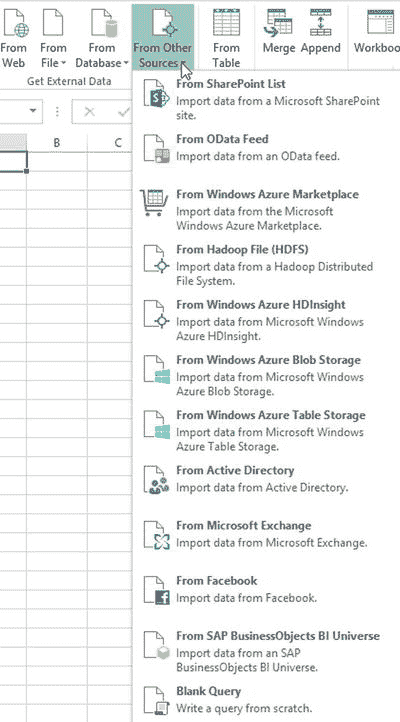 From Web
From File
From Database
From Other Sources
From Table
Merge
Append
Workboo
Get External Data
B
C
From SharePoint List
Import data from a Microsoft SharePoint
site.
From OData Feed
Import data from an OData feed.
From Windows Azure Marketplace
Import data from the Microsoft
Windows Azure Marketplace.
From Hadoop File (HDFS)
Import data from a Hadoop Distributed
File System.
From Windows Azure HDInsight
Import data from Microsoft Windows
Azure HDInsight.
From Windows Azure Blob Storage
Import data from Microsoft Windows
Azure Blob Storage.
From Windows Azure Table Storage
Import data from Microsoft Windows
Azure Table Storage.
From Active Directory
Import data from Active Directory.
From Microsoft Exchange
Import data from Microsoft Exchange.
From Facebook
Import data from Facebook.
From SAP BusinessObjects BI Universe
Import data from an SAP
BusinessObjects BI Universe.
Blank Query
Write a query from scratch.